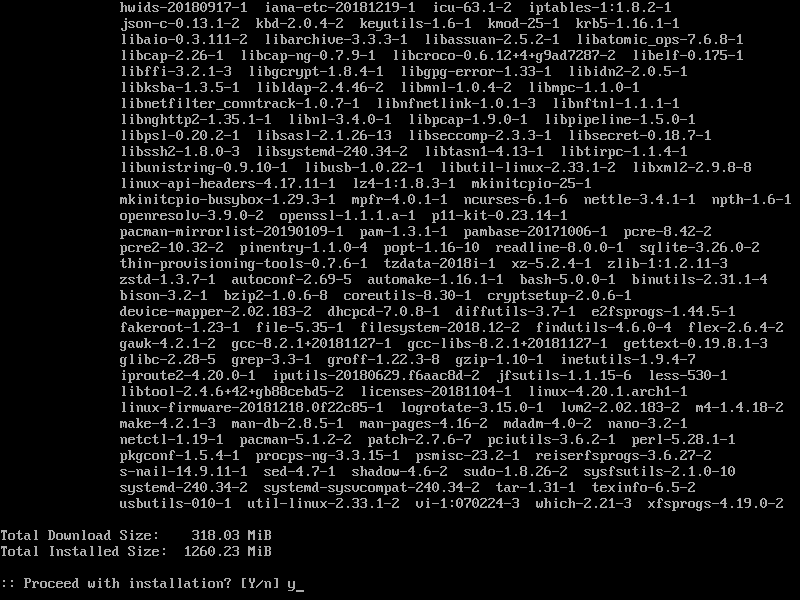 hwids-20180917-1  iana-etc-20181219-1  icu-63.1-2  iptables-1:1.8.2-1
json-c-0.13.1-2  kbd-2.0.4-2  keyutils-1.6-1  kmod-25-1  krb5-1.16.1-1
libaio-0.3.111-2  libarchive-3.3.3-1  libassuan-2.5.2-1  libatomic_ops-7.6.8-1
libcap-2.26-1  libcap-ng-0.7.9-1  libcroco-0.6.12+4+g9ad7287-2  libelf-0.175-1
libffi-3.2.1-3  libgcrypt-1.8.4-1  libgpg-error-1.33-1  libidn2-2.0.5-1
libksba-1.3.5-1  libldap-2.4.46-2  libmnl-1.0.4-2  libmpc-1.1.0-1
libnetfilter_conntrack-1.0.7-1  libnfnetlink-1.0.1-3  libnftnl-1.1.1-1
libnghttp2-1.35.1-1  libnl-3.4.0-1  libpcap-1.9.0-1  libpipeline-1.5.0-1
libpsl-0.20.2-1  libsasl-2.1.26-13  libseccomp-2.3.3-1  libsecret-0.18.7-1
libssh2-1.8.0-3  libsystemd-240.34-2  libtasn1-4.13-1  libtirpc-1.1.4-1
libunistring-0.9.10-1  libusb-1.0.22-1  libutil-linux-2.33.1-2  libxml2-2.9.8-8
linux-api-headers-4.17.11-1  lz4-1:1.8.3-1  mkinitcpio-25-1
mkinitcpio-busybox-1.29.3-1  mpfr-4.0.1-1  ncurses-6.1-6  nettle-3.4.1-1  npth-1.6-1
openresolv-3.9.0-2  openssl-1.1.1.a-1  p11-kit-0.23.14-1
pacman-mirrorlist-20190109-1  pam-1.3.1-1  pambase-20171006-1  pcre-8.42-2
pcre2-10.32-2  pinentry-1.1.0-4  popt-1.16-10  readline-8.0.0-1  sqlite-3.26.0-2
thin-provisioning-tools-0.7.6-1  tzdata-2018i-1  xz-5.2.4-1  zlib-1:1.2.11-3
zstd-1.3.7-1  autoconf-2.69-5  automake-1.16.1-1  bash-5.0.0-1  binutils-2.31.1-4
bison-3.2-1  bzip2-1.0.6-8  coreutils-8.30-1  cryptsetup-2.0.6-1
device-mapper-2.02.183-2  dhcpcd-7.0.8-1  diffutils-3.7-1  e2fsprogs-1.44.5-1
fakeroot-1.23-1  file-5.35-1  filesystem-2018.12-2  findutils-4.6.0-4  flex-2.6.4-2
gawk-4.2.1-2  gcc-8.2.1+20181127-1  gcc-libs-8.2.1+20181127-1  gettext-0.19.8.1-3
glibc-2.28-5  grep-3.3-1  groff-1.22.3-8  gzip-1.10-1  inetutils-1.9.4-7
iproute2-4.20.0-1  iputils-20180629.f6aac8d-2  jfsutils-1.1.15-6  less-530-1
libtool-2.4.6+42+gb88cebd5-2  licenses-20181104-1  linux-4.20.1.arch1-1
linux-firmware-20181218.0f22c85-1  logrotate-3.15.0-1  lvm2-2.02.183-2  m4-1.4.18-2
make-4.2.1-3  man-db-2.8.5-1  man-pages-4.16-2  mdadm-4.0-2  nano-3.2-1
netctl-1.19-1  pacman-5.1.2-2  patch-2.7.6-7  pciutils-3.6.2-1  perl-5.28.1-1
pkgconf-1.5.4-1  procps-ng-3.3.15-1  psmisc-23.2-1  reiserfsprogs-3.6.27-2
s-nail-14.9.11-1  sed-4.7-1  shadow-4.6-2  sudo-1.8.26-2  sysfsutils-2.1.0-10
systemd-240.34-2  systemd-sysvcompat-240.34-2  tar-1.31-1  texinfo-6.5-2
usbutils-010-1  util-linux-2.33.1-2  vi-1:070224-3  which-2.21-3  xfsprogs-4.19.0-2
Total Download Size:    318.03 MiB
Total Installed Size:  1260.23 MiB
:: Proceed with installation? [Y/n] y_